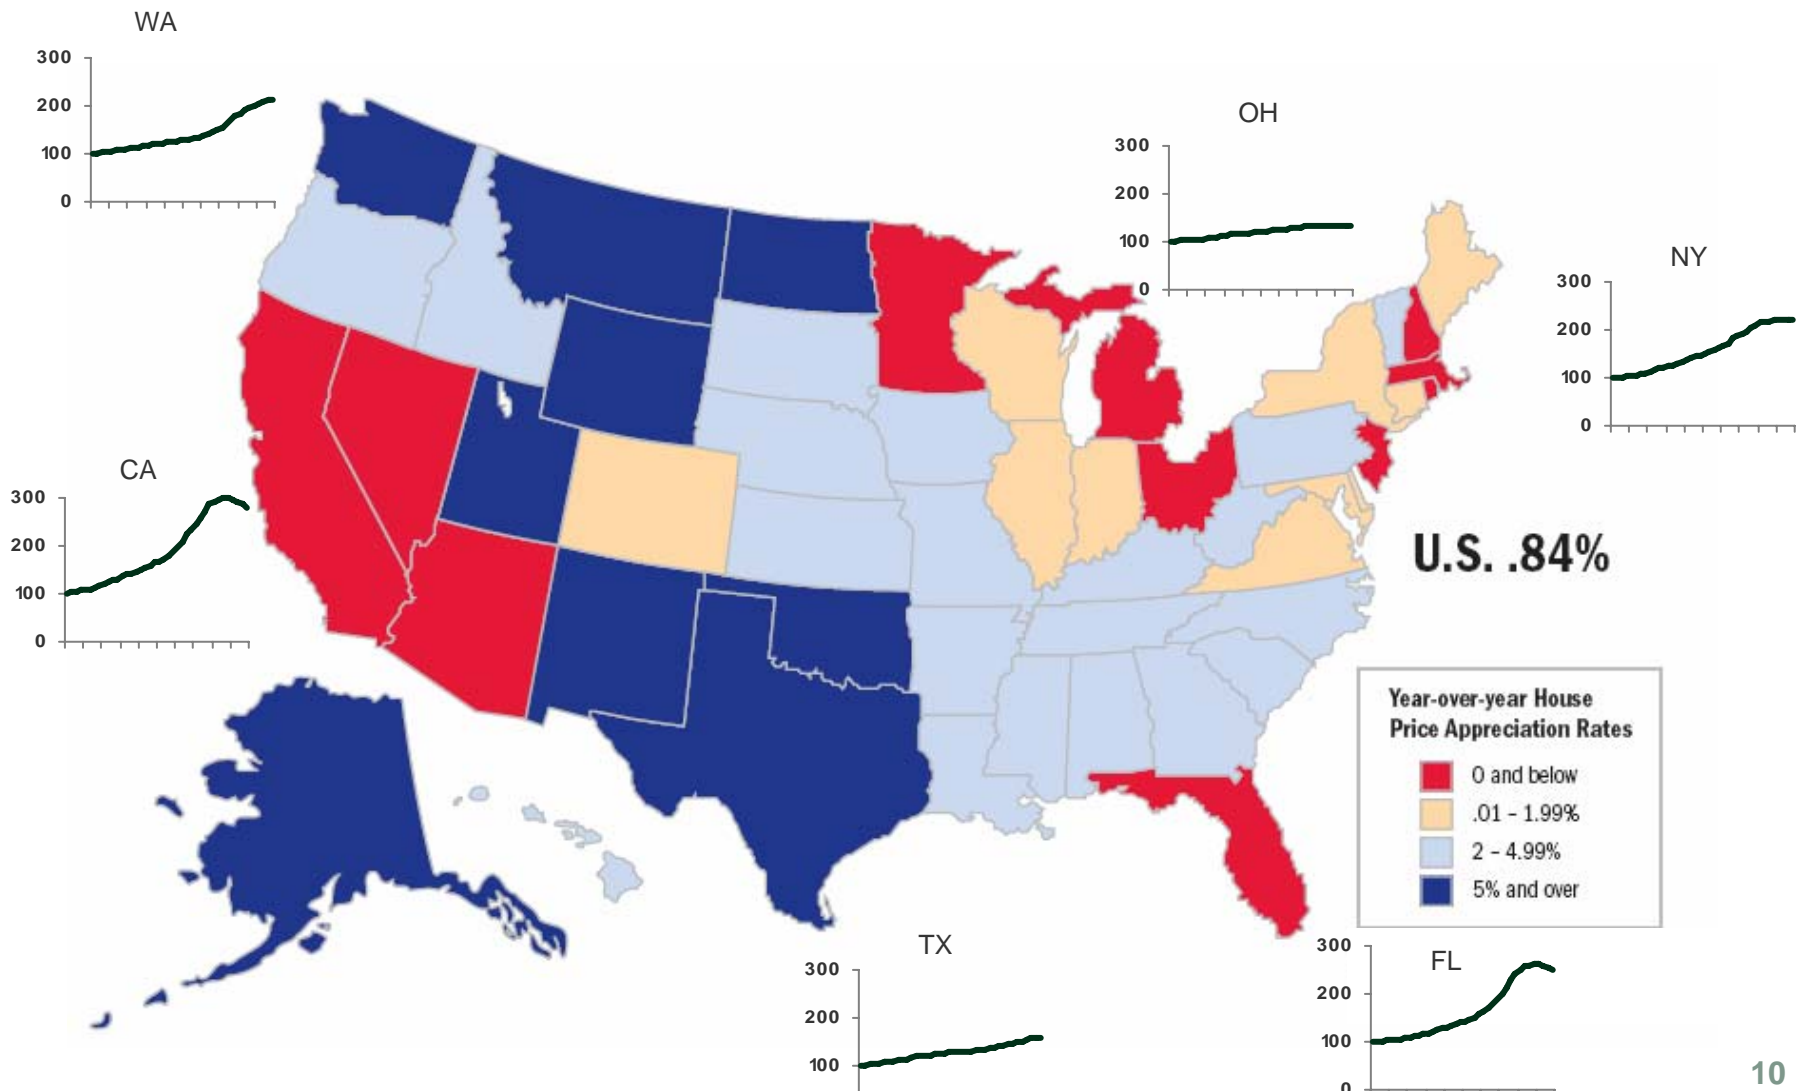 WA
300
200
100
0
OH
300
200
100
0
NY
300
200
100
0
CA
300
200
100
0
U.S. .84%
Year-over-year House
Price Appreciation Rates
0 and below
.01 – 1.99%
2 – 4.99%
5% and over
TX
300
200
100
FL
300
200
100
0
10